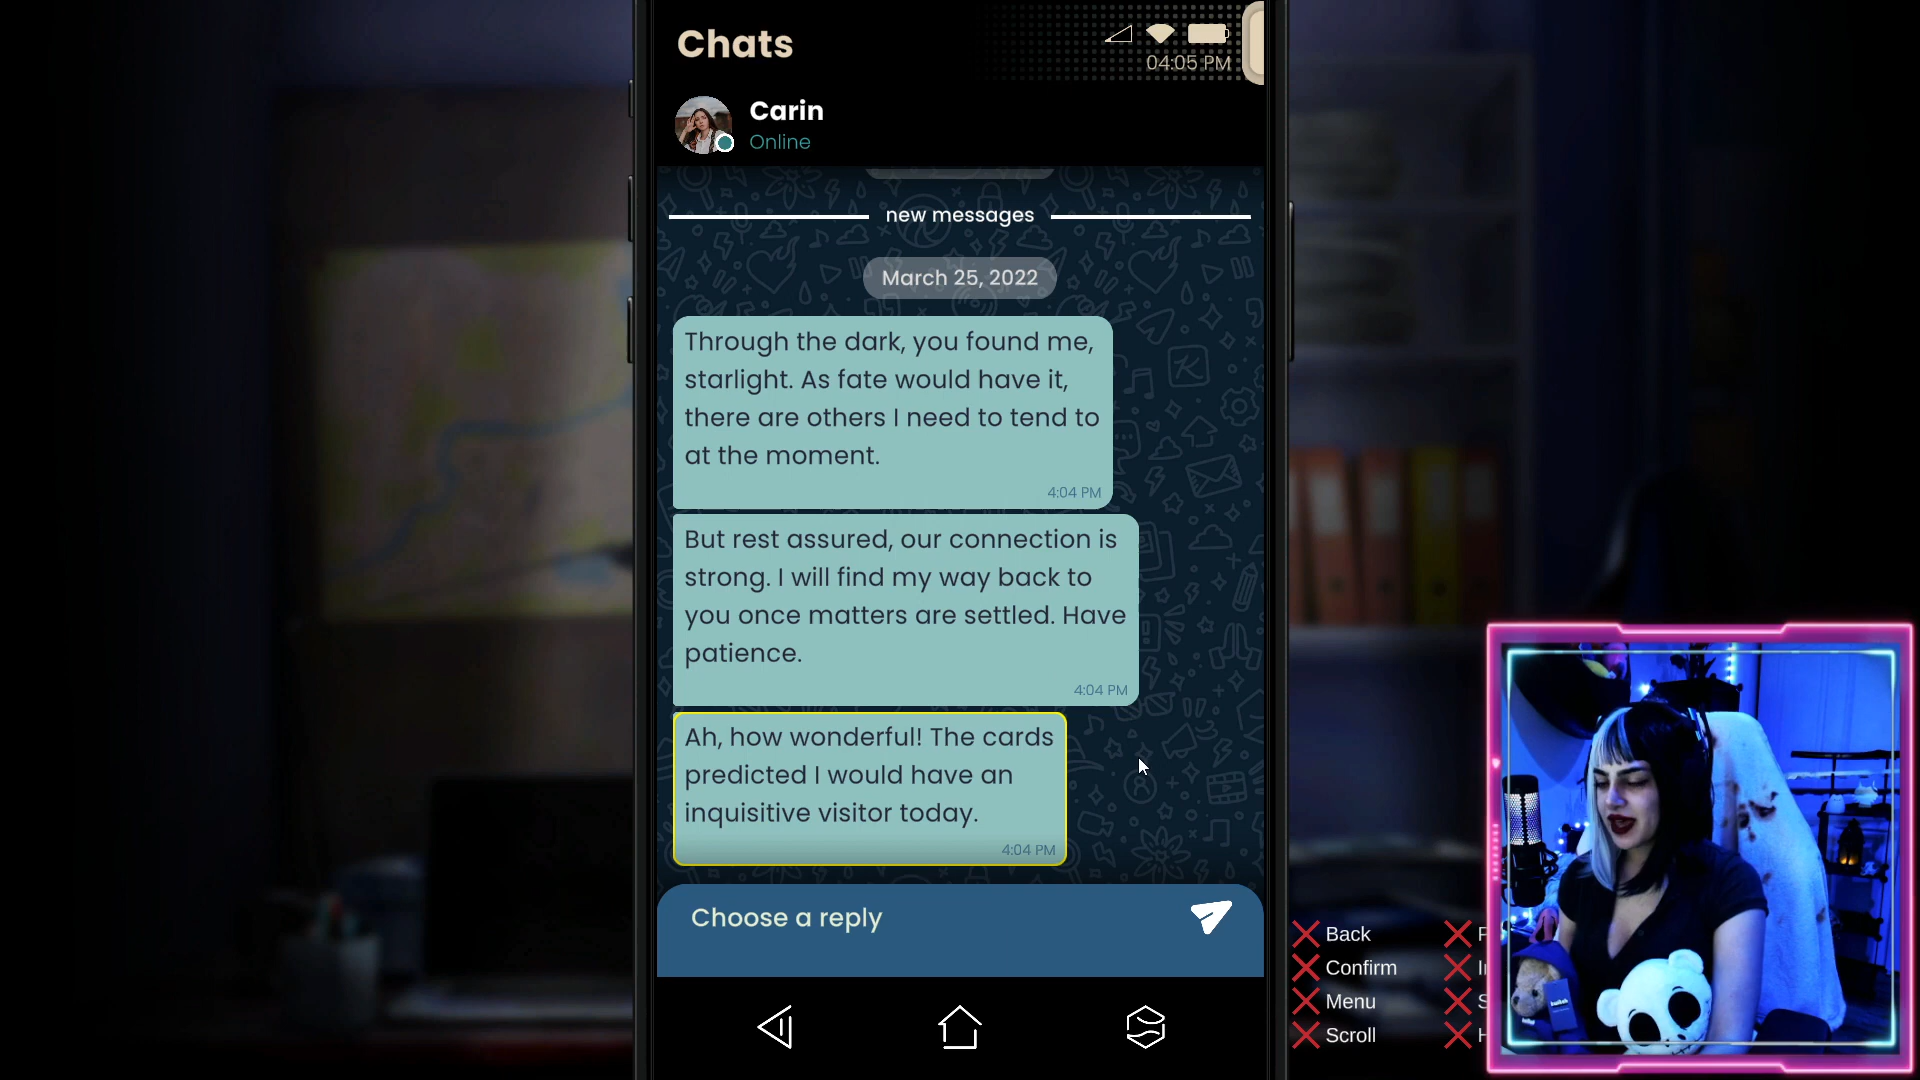 Chats
04:05 PM
Carin
Online
new messages
March 25, 2022
Through the dark, you found me,
starlight. As fate would have it,
there are others I need to tend to
at the moment.
4:04 PM
But rest assured, our connection is
strong. I will find my way back to
you once matters are settled. Have
patience.
4:04 PM
Ah, how wonderful! The cards
predicted I would have an
inquisitive visitor today.
4:04 PM
Choose a reply
Back
Confirm
Menu
Scroll